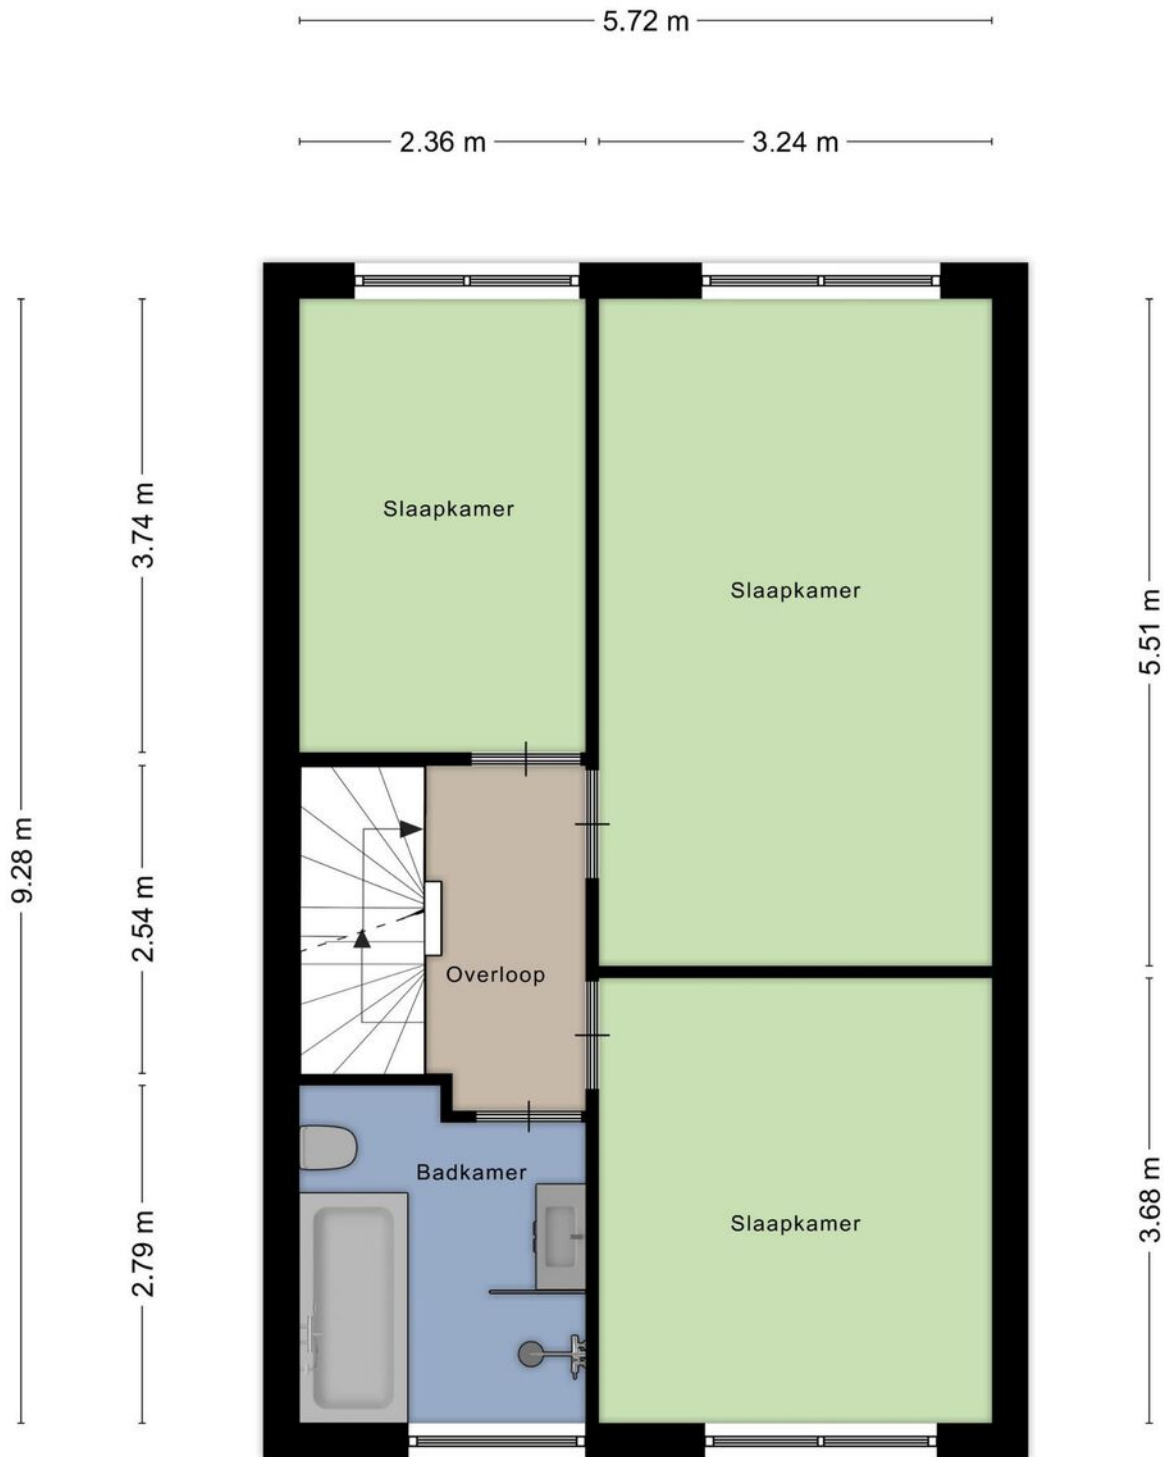 5.72 m
2.36 m
3.24 m
Slaapkamer
3.74 m
Slaapkamer
5.51 m
9.28 m
2.54 m
Overloop
Badkamer
Slaapkamer
3.68 m
2.79 m